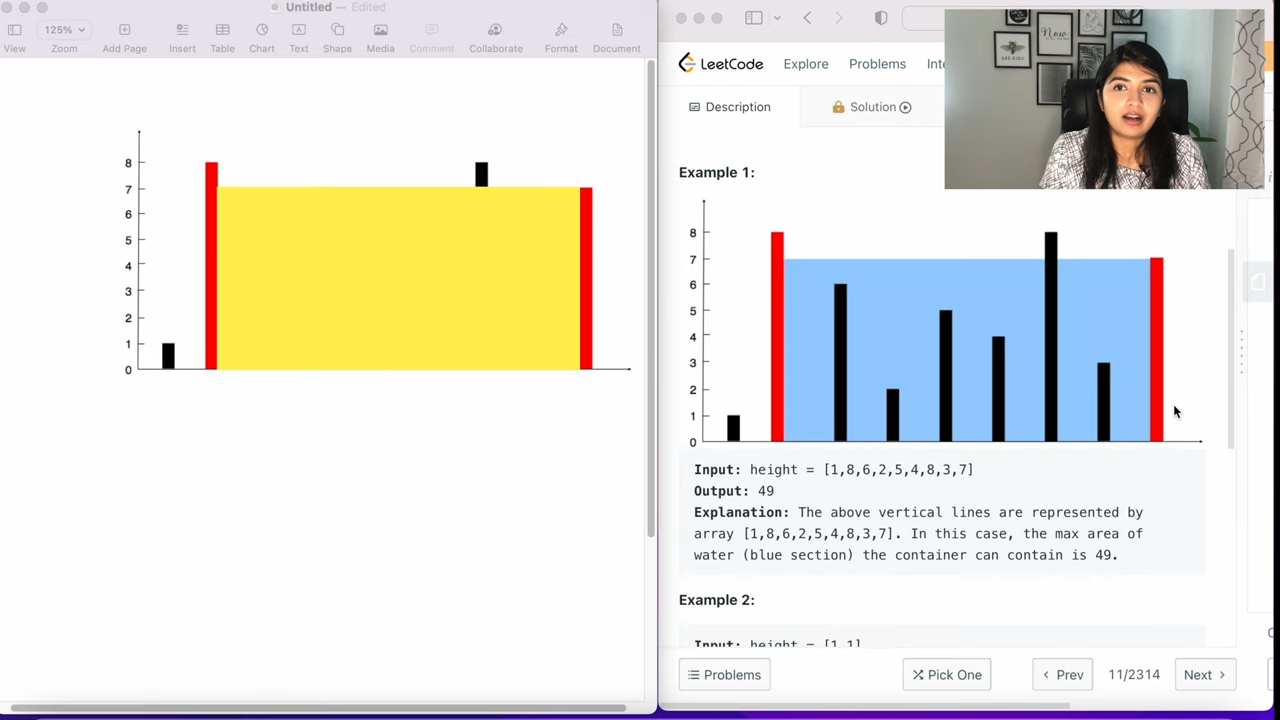 Untitled — Edited
125%
View
Zoom
Add Page
Insert
Table
Chart
Text
Shape
Media
Comment
Collaborate
Format
Document
8
7
6
5
4
3
2
1
0
LeetCode
Explore
Problems
Description
Solution
Now
Example 1:
8
7
6
5
4
3
2
1
0
Input: height = [1,8,6,2,5,4,8,3,7]
Output: 49
Explanation: The above vertical lines are represented by
array [1,8,6,2,5,4,8,3,7]. In this case, the max area of
water (blue section) the container can contain is 49.
Example 2:
Input: height = [1,1]
Problems
Pick One
Prev
11/2314
Next